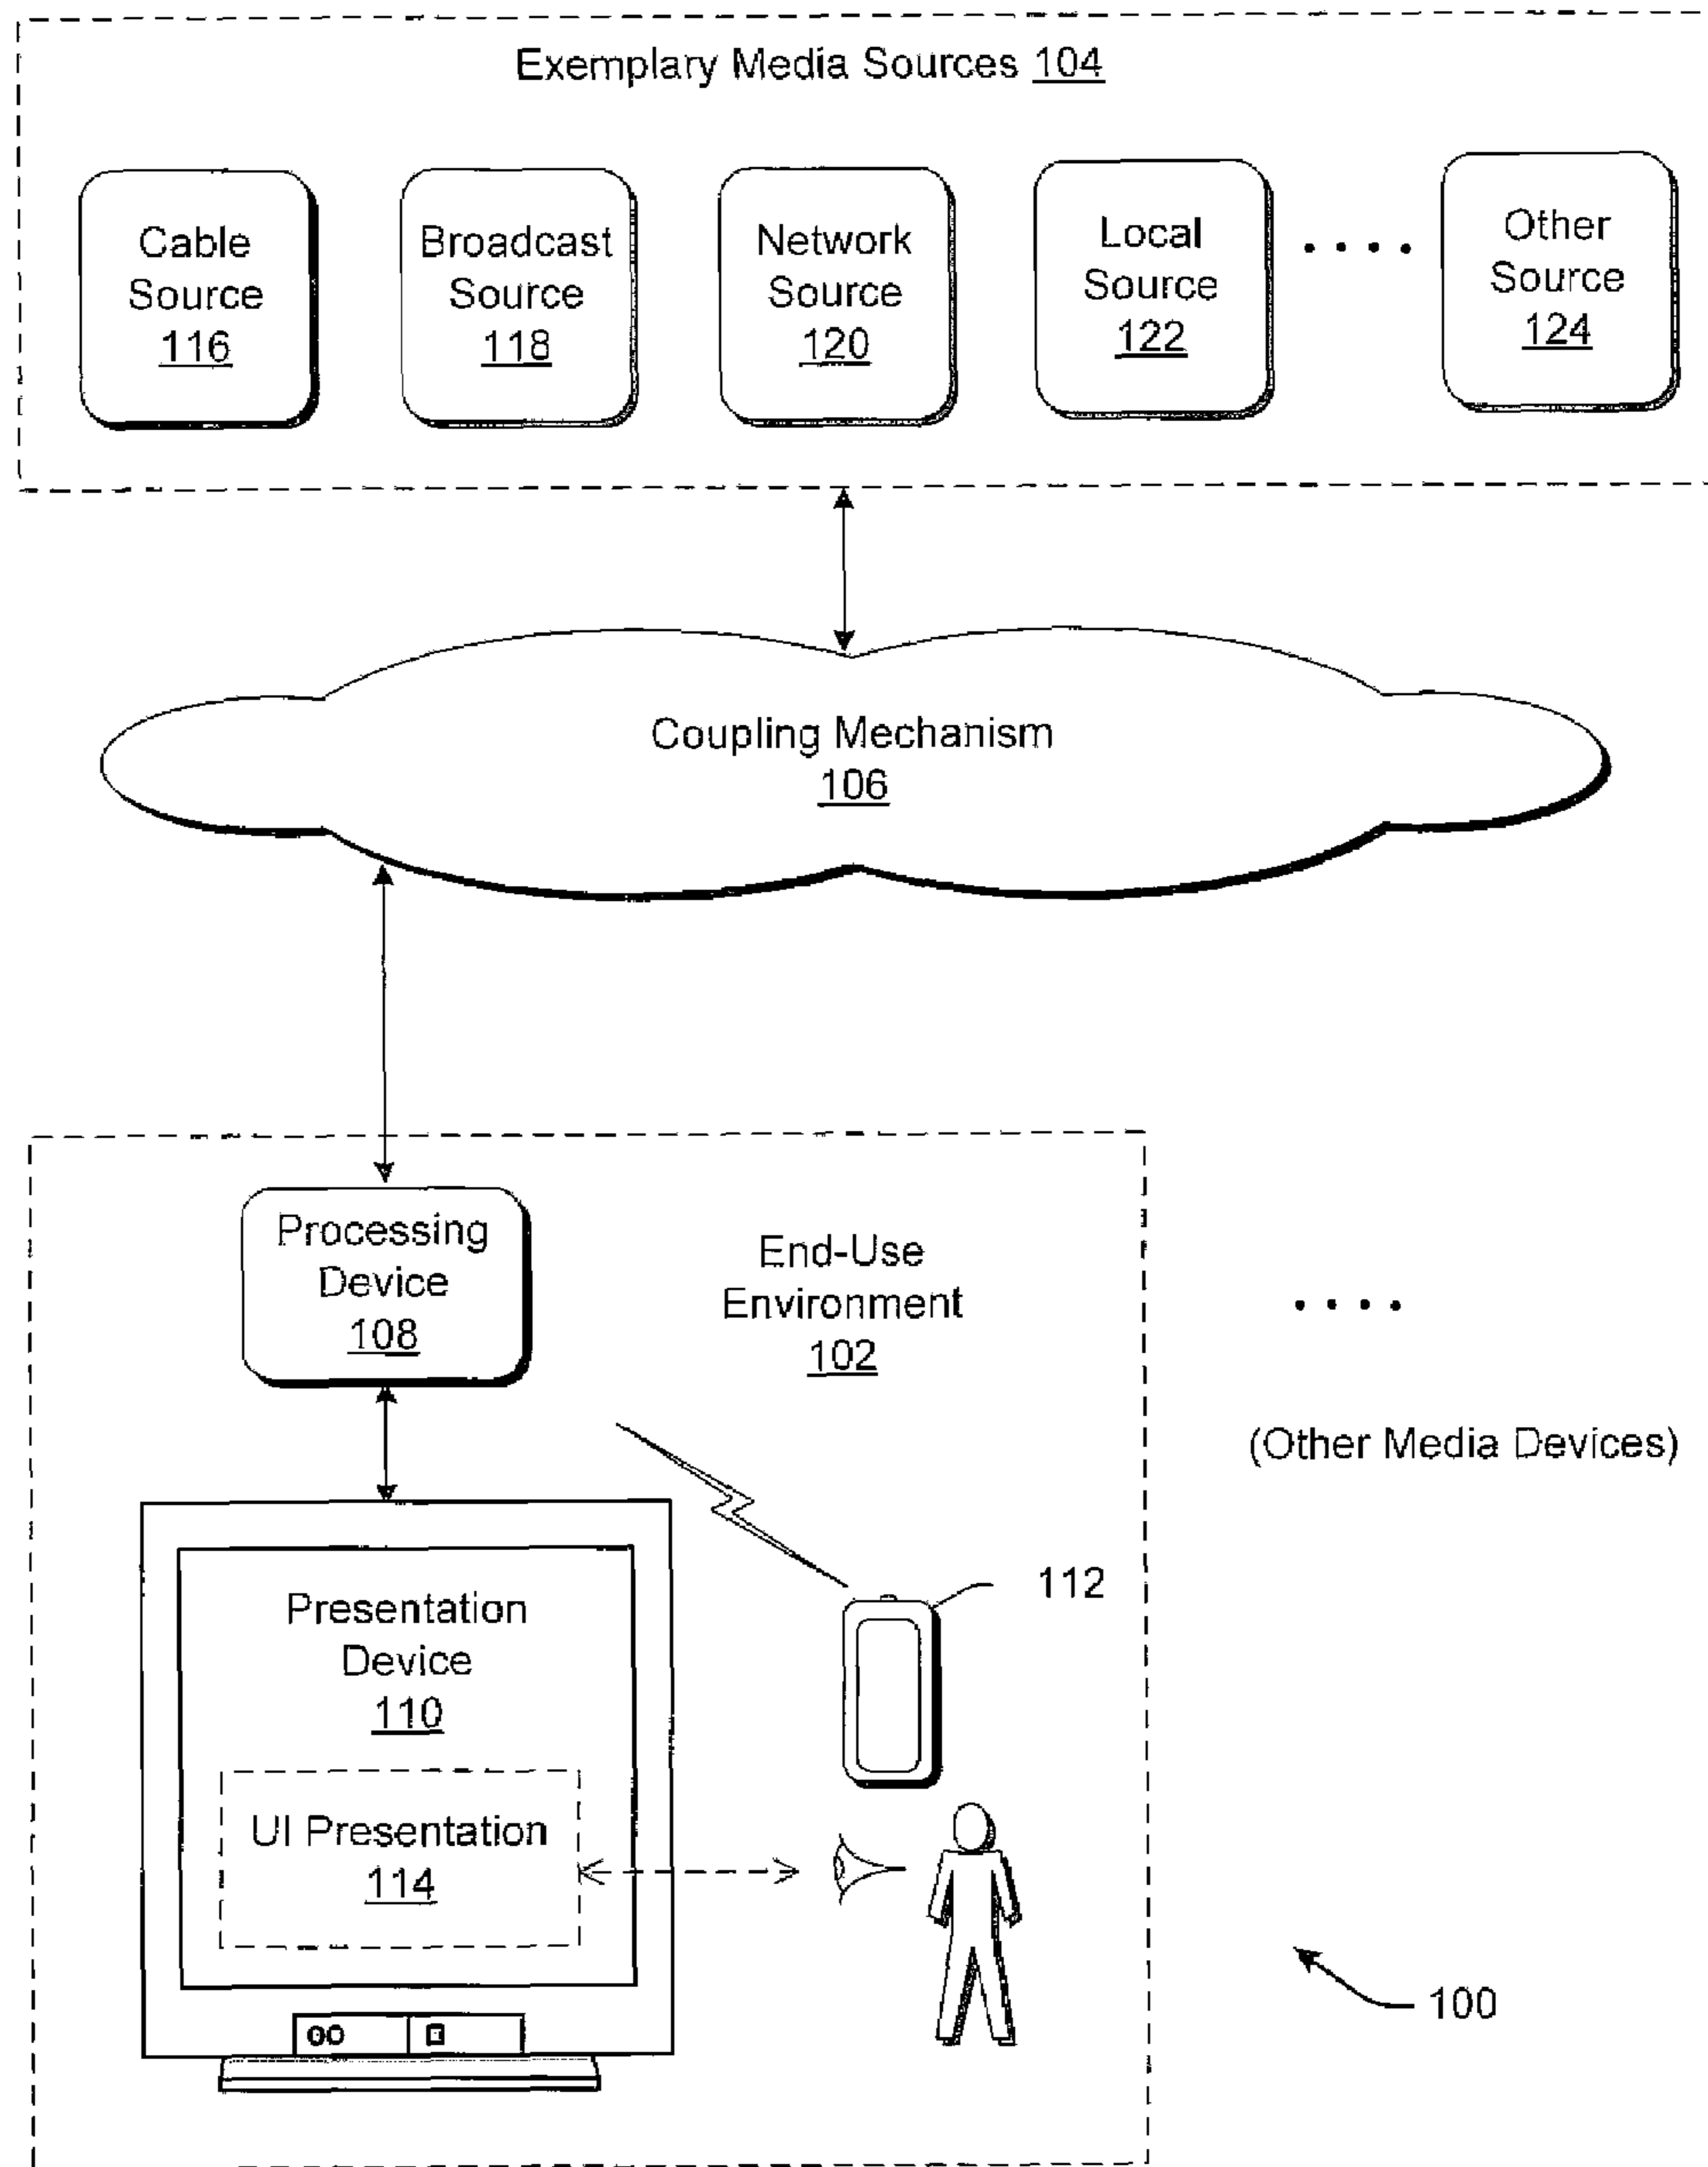 Exemplary Media Sources 104
Cable
Source
116
Broadcast
Source
118
Network
Source
120
Local
Source
122
. . . .
Other
Source
124
Coupling Mechanism
106
Processing
Device
108
End-Use
Environment
102
. . . .
(Other Media Devices)
Presentation
Device
110
112
UI Presentation
114
100